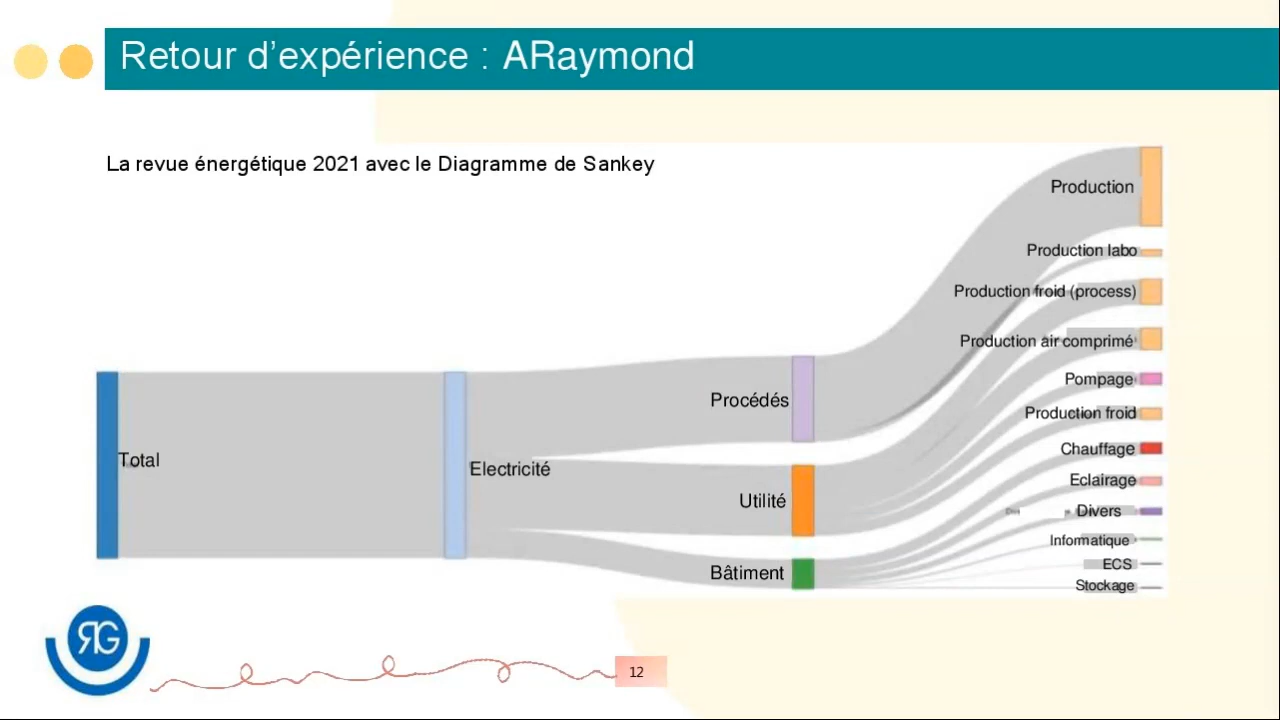 Retour d'expérience : ARaymond
La revue énergétique 2021 avec le Diagramme de Sankey
Production
Production labo
Production froid (process)
Production air comprimé
Pompage
Production froid
Chauffage
Eclairage
Divers
Informatique
ECS
Stockage
Procédés
Utilité
Bâtiment
Electricité
Total
12